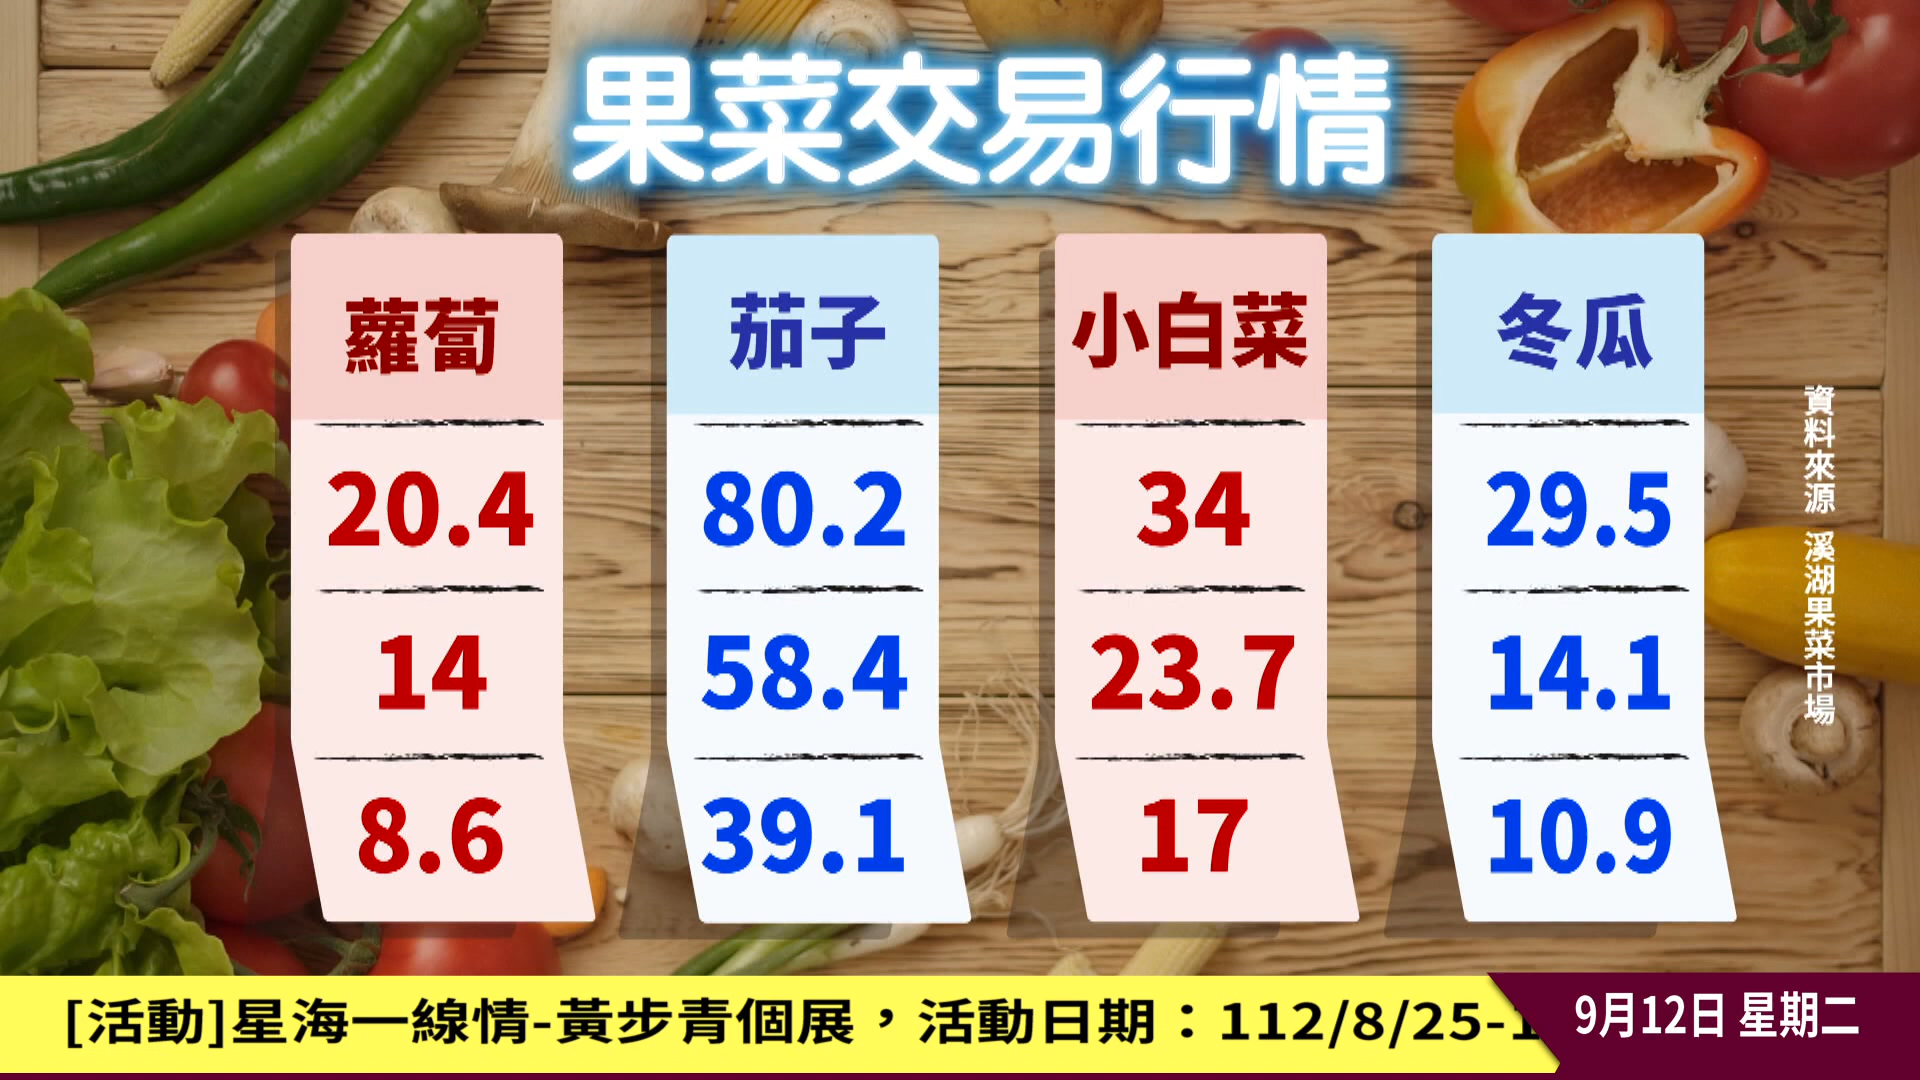 果菜交易行情
蘿蔔 茄子 小白菜 冬瓜
20.4 80.2 34 29.5
14 58.4 23.7 14.1
8.6 39.1 17 10.9
資料來源 溪湖果菜市場
[活動]星海一線情-黃步青個展，活動日期：112/8/25-1
9月12日 星期二